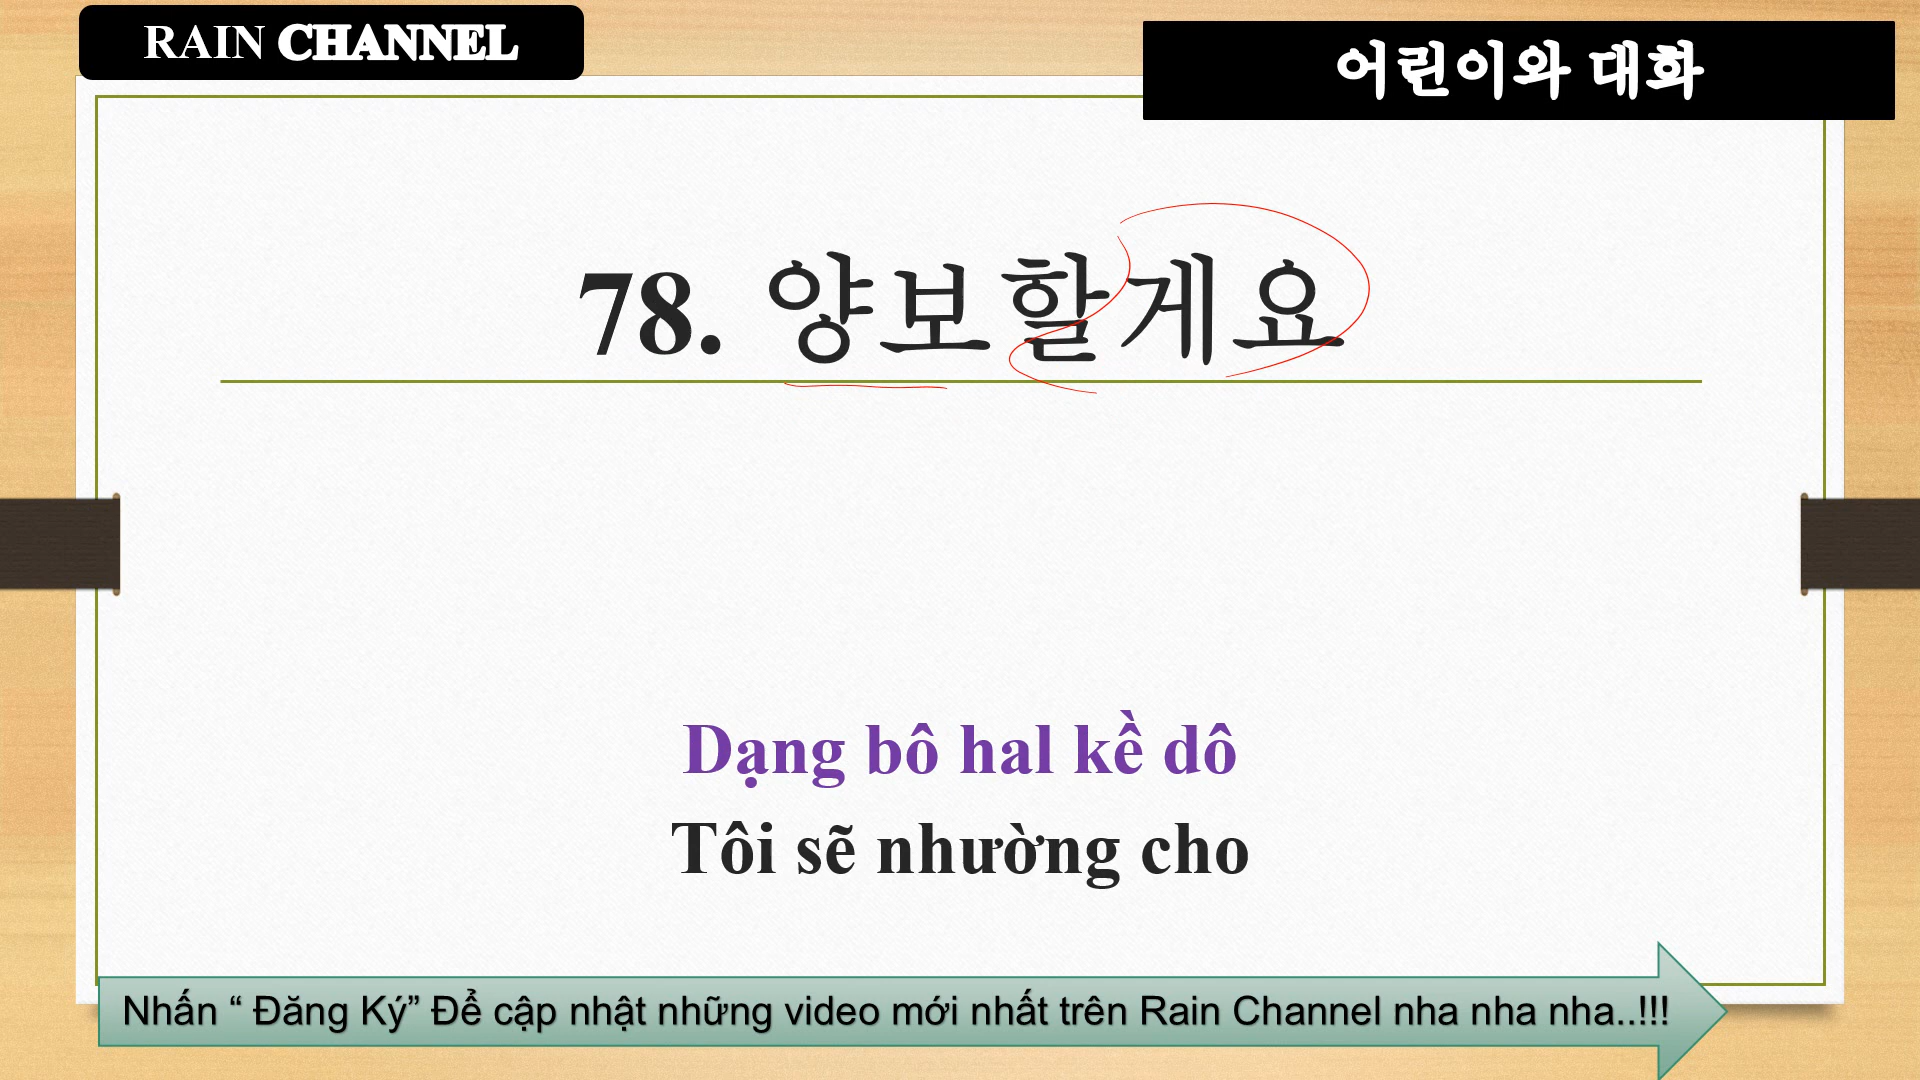 RAIN CHANNEL
어린이와 대화
78. 양보할게요
Dạng bô hal kề dô
Tôi sẽ nhường cho
Nhấn “ Đăng Ký” Để cập nhật những video mới nhất trên Rain Channel nha nha nha..!!!